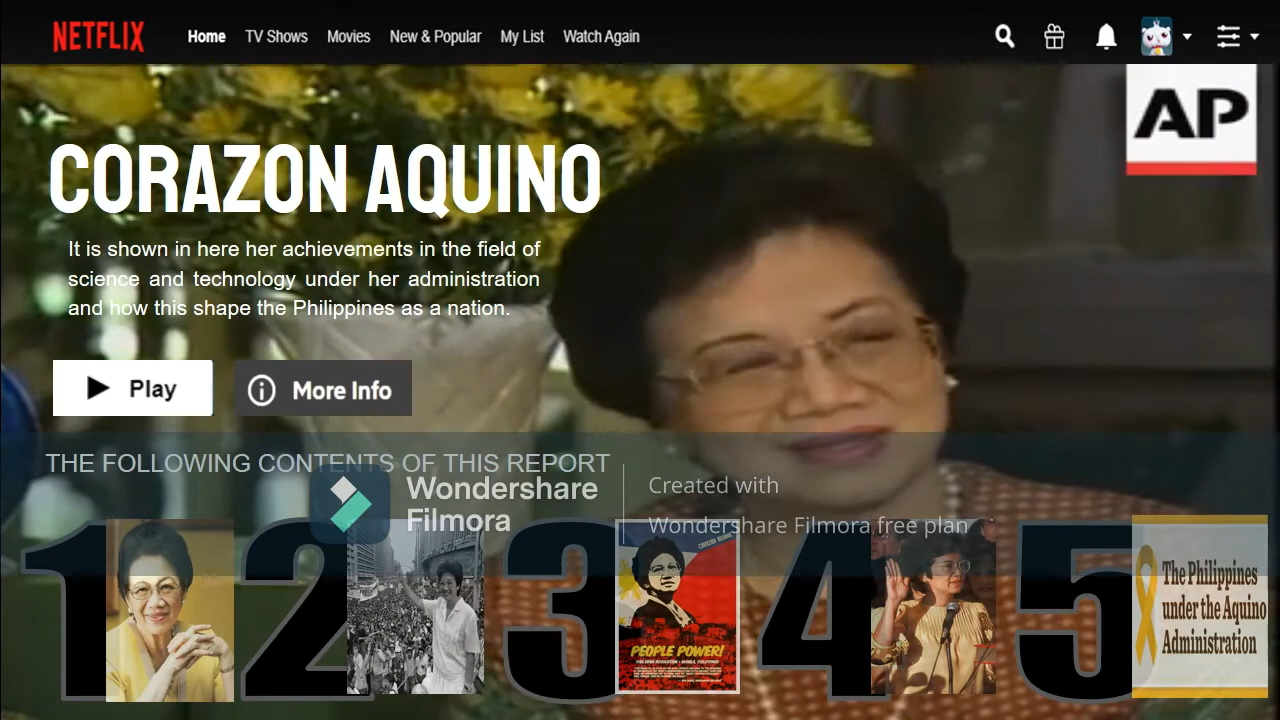 NETFLIX
Home TV Shows Movies New & Popular My List Watch Again
AP
CORAZON AQUINO
It is shown in here her achievements in the field of
science and technology under her administration
and how this shape the Philippines as a nation.
Play
More Info
THE FOLLOWING CONTENTS OF THIS REPORT
Wondershare
Filmora
Created with
Wondershare Filmora free plan
1 2 3 4 5
CORAZON AQUINO
PEOPLE POWER!
The Philippines
under the Aquino
Administration